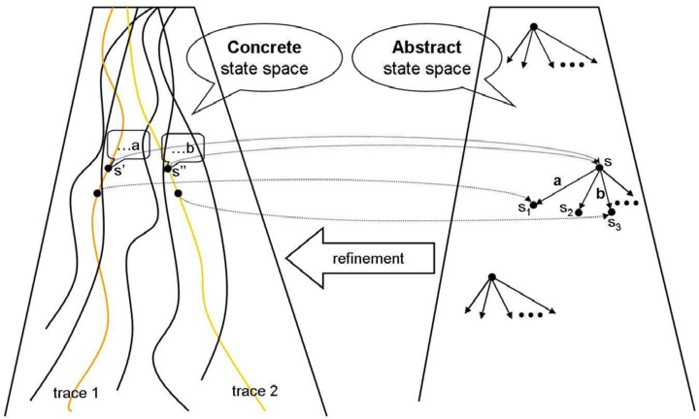 Concrete
state space
Abstract
state space
...a
...b
s'
s''
s
a
b
s1
s2
s3
refinement
trace 1
trace 2